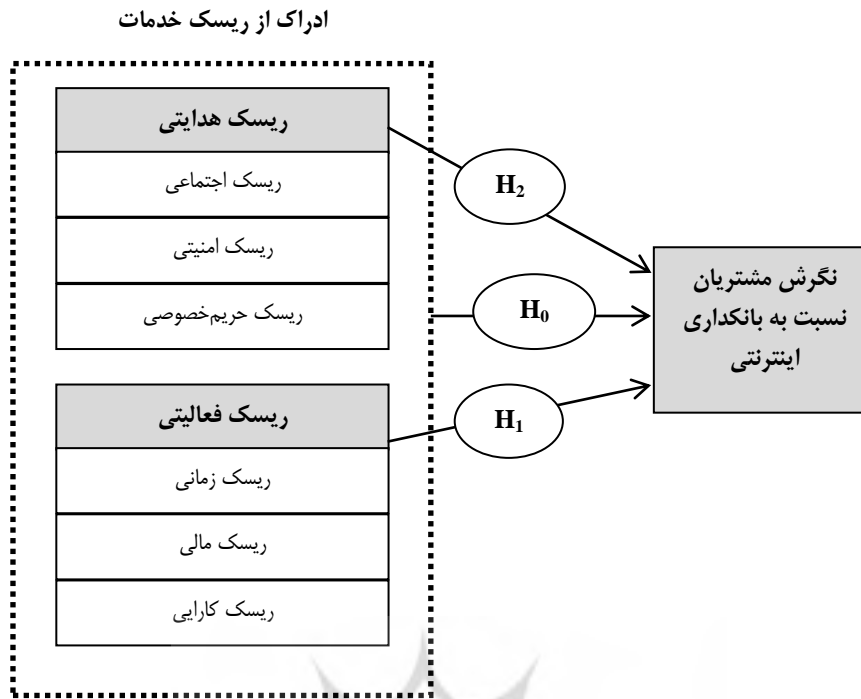 ادراک از ریسک خدمات
ریسک هدایتی
ریسک اجتماعی
ریسک امنیتی
ریسک حریم‌خصوصی
H₂
H₀
نگرش مشتریان
نسبت به بانکداری
اینترنتی
ریسک فعالیتی
H₁
ریسک زمانی
ریسک مالی
ریسک کارایی